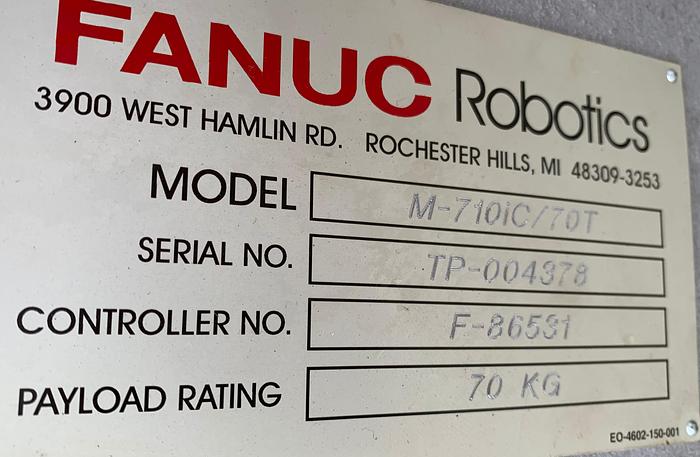 FANUC Robotics
3900 WEST HAMLIN RD. ROCHESTER HILLS, MI 48309-3253
MODEL M-710iC/70T
SERIAL NO. TP-004378
CONTROLLER NO. F-86531
PAYLOAD RATING 70 KG
EO-4602-150-001